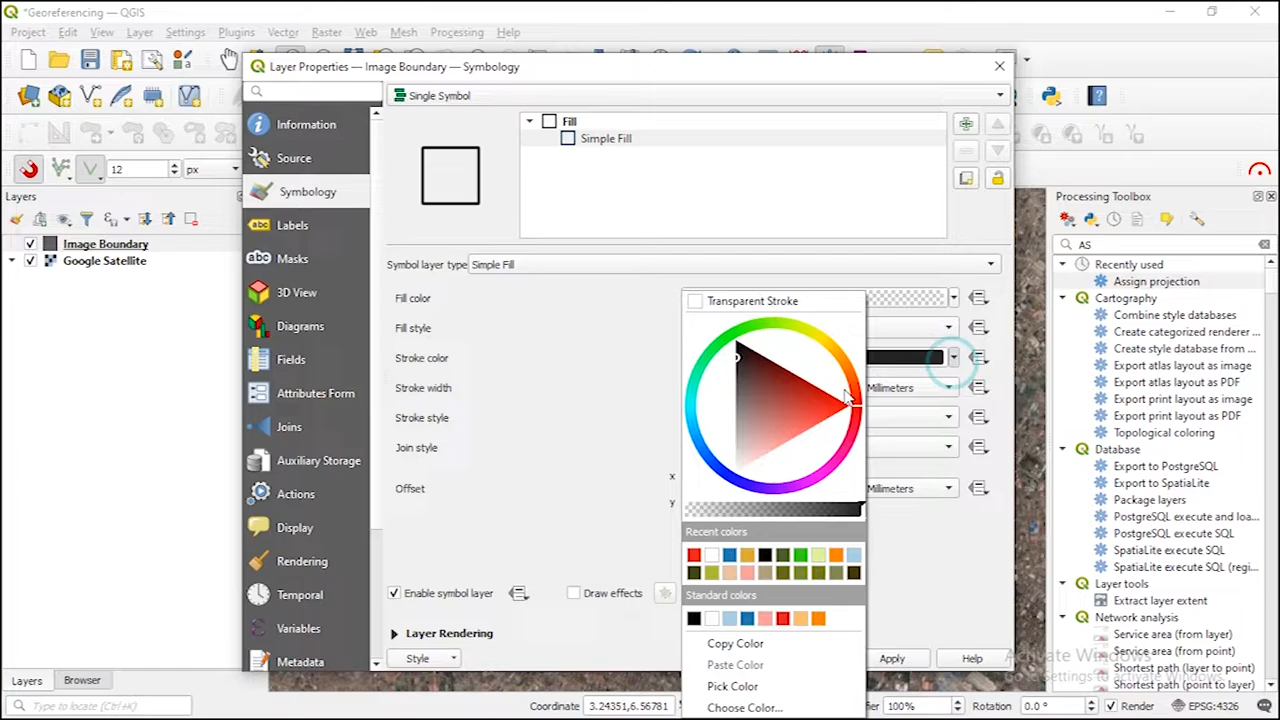 *Georeferencing — QGIS
Project Edit View Layer Settings Plugins Vector Raster Web Mesh Processing Help
Layer Properties — Image Boundary — Symbology
Single Symbol
Information
Source
Symbology
Labels
Masks
3D View
Diagrams
Fields
Attributes Form
Joins
Auxiliary Storage
Actions
Display
Rendering
Temporal
Variables
Metadata
Fill
Simple Fill
Symbol layer type Simple Fill
Fill color
Fill style
Stroke color
Stroke width
Millimeters
Stroke style
Join style
Offset
x
y
Millimeters
Enable symbol layer
Draw effects
Layer Rendering
Style
Apply
Help
Transparent Stroke
Recent colors
Standard colors
Copy Color
Paste Color
Pick Color
Choose Color...
12
px
Layers
Image Boundary
Google Satellite
Layers Browser
Processing Toolbox
AS
Recently used
Assign projection
Cartography
Combine style databases
Create categorized renderer ...
Create style database from ...
Export atlas layout as image
Export atlas layout as PDF
Export print layout as image
Export print layout as PDF
Topological coloring
Database
Export to PostgreSQL
Export to SpatiaLite
Package layers
PostgreSQL execute and loa...
PostgreSQL execute SQL
SpatiaLite execute SQL
SpatiaLite execute SQL (regi...
Layer tools
Extract layer extent
Network analysis
Service area (from layer)
Service area (from point)
Shortest path (layer to point)
Shortest path (point to layer)
Activate Windows
Go to Settings to activate Windows.
Type to locate (Ctrl+K)
Coordinate 3.24351,6.56781
100%
Rotation 0.0 °
Render
EPSG:4326